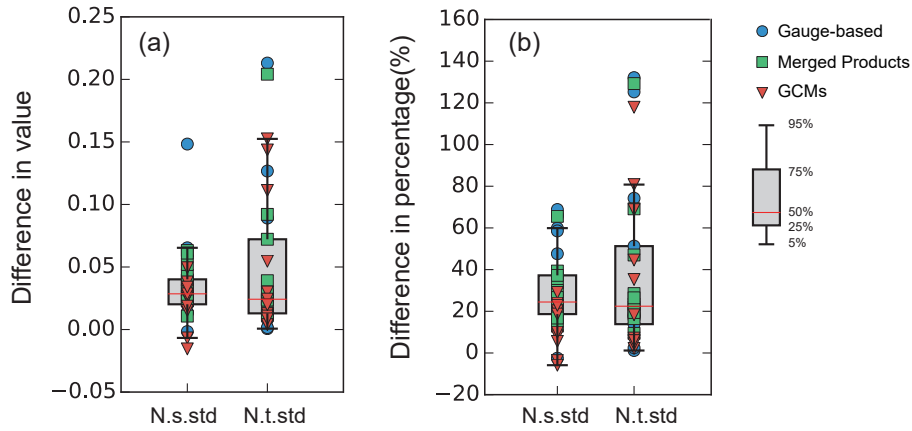 (a)
Difference in value
0.25
0.20
0.15
0.10
0.05
0.00
−0.05
N.s.std N.t.std
(b)
Difference in percentage(%)
160
140
120
100
80
60
40
20
0
−20
N.s.std N.t.std
Gauge-based
Merged Products
GCMs
95%
75%
50%
25%
5%